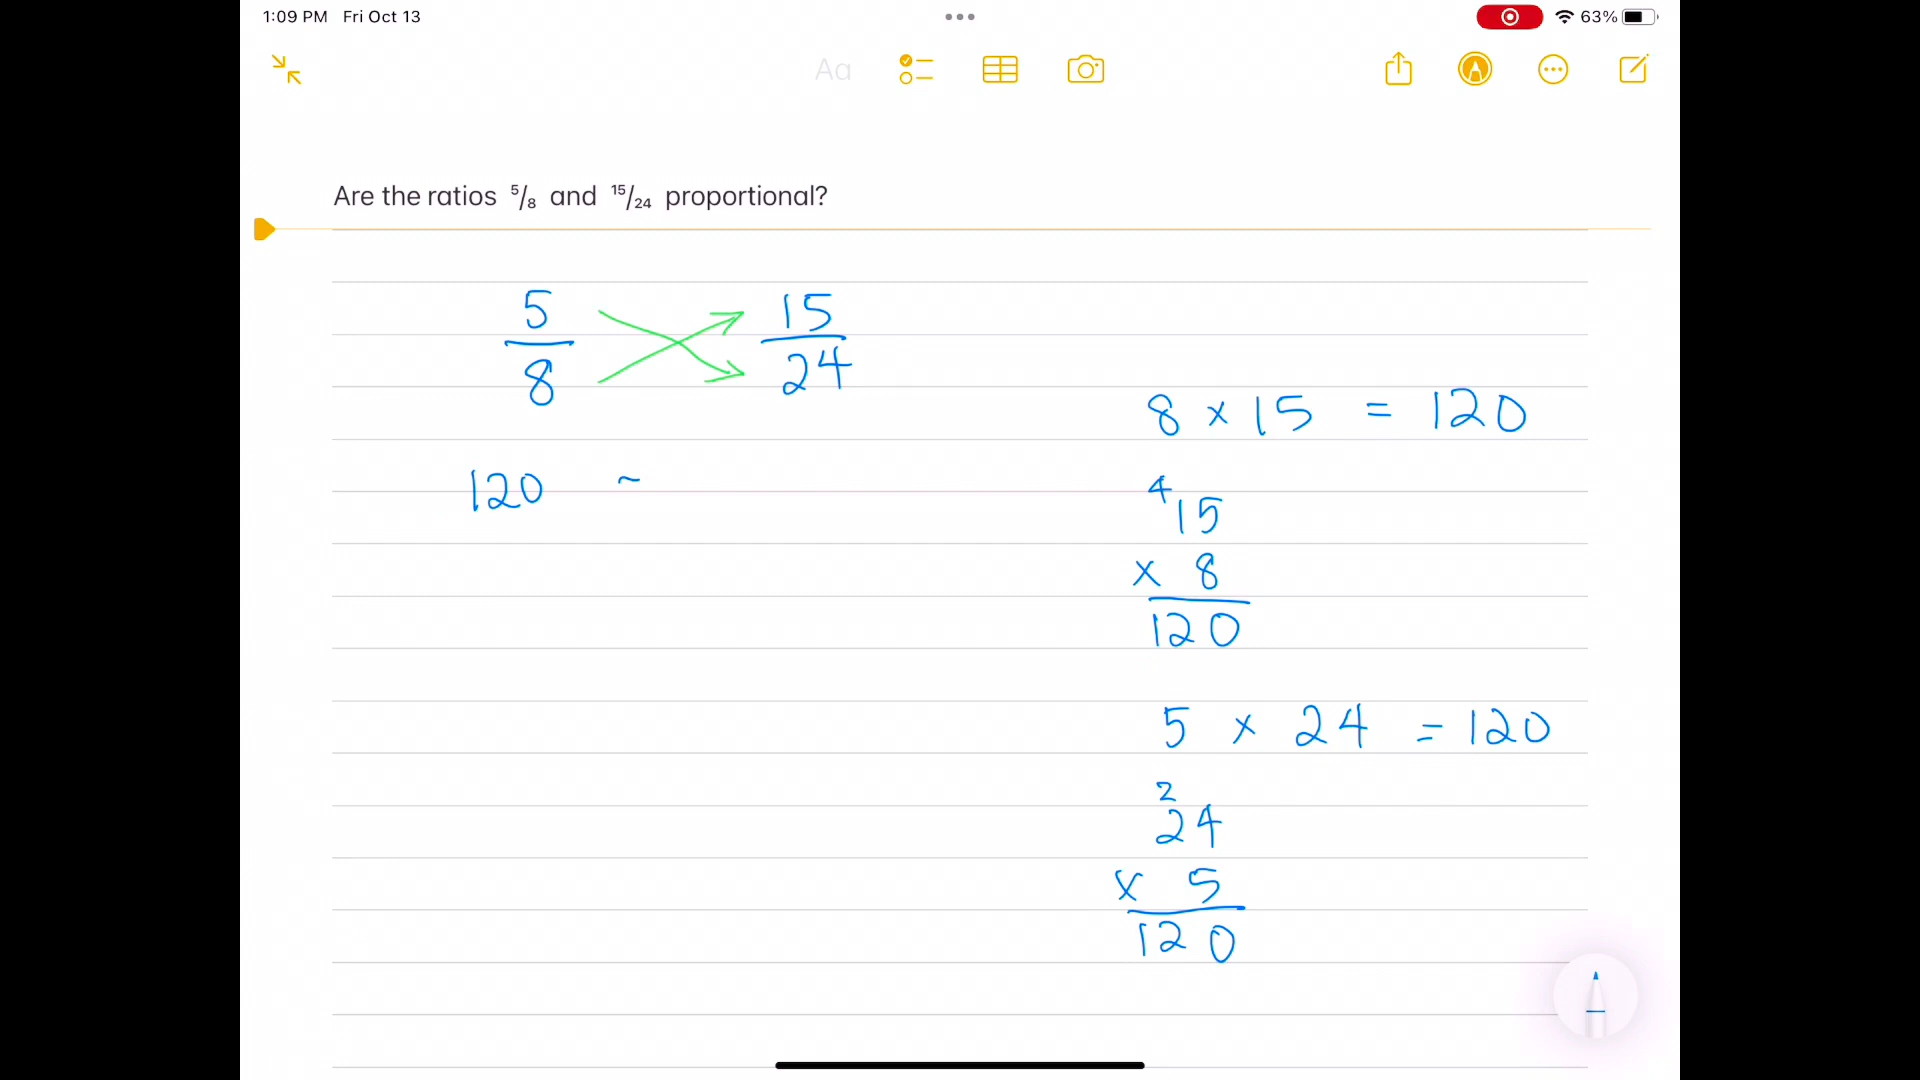 1:09 PM Fri Oct 13
63%
Aa
Are the ratios 5/8 and 15/24 proportional?
5
8
15
24
120 ~
8 x 15 = 120
4
15
x 8
120
5 x 24 = 120
2
24
x 5
120